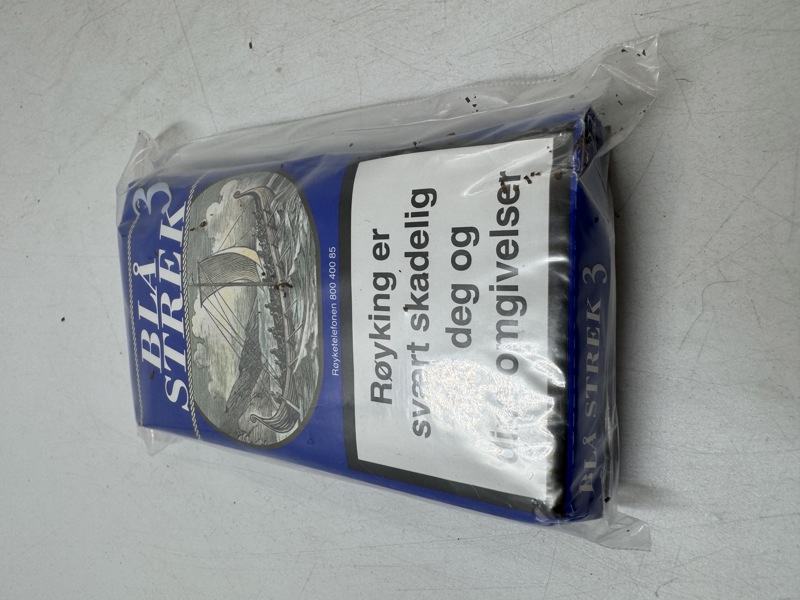 BLÅ 3
STREK
Røyketelefonen 800 400 85
Røyking er
svært skadelig
deg og
omgivelser
BLÅ STREK 3